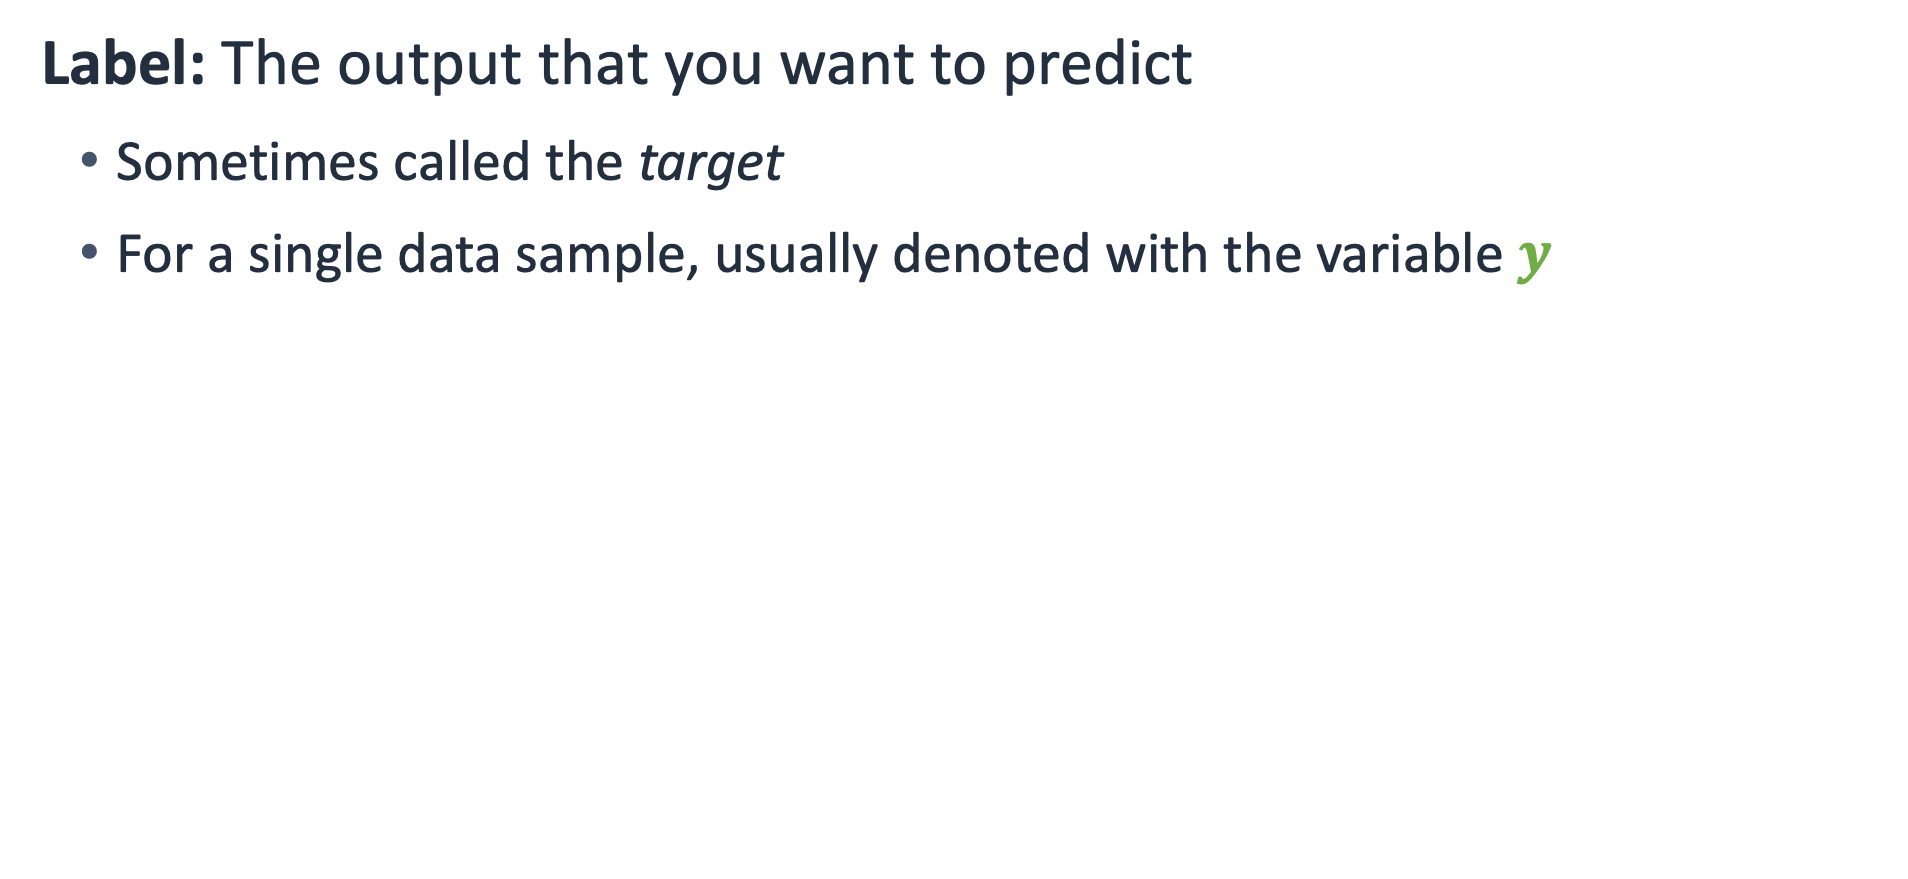 Label: The output that you want to predict
• Sometimes called the target
• For a single data sample, usually denoted with the variable y